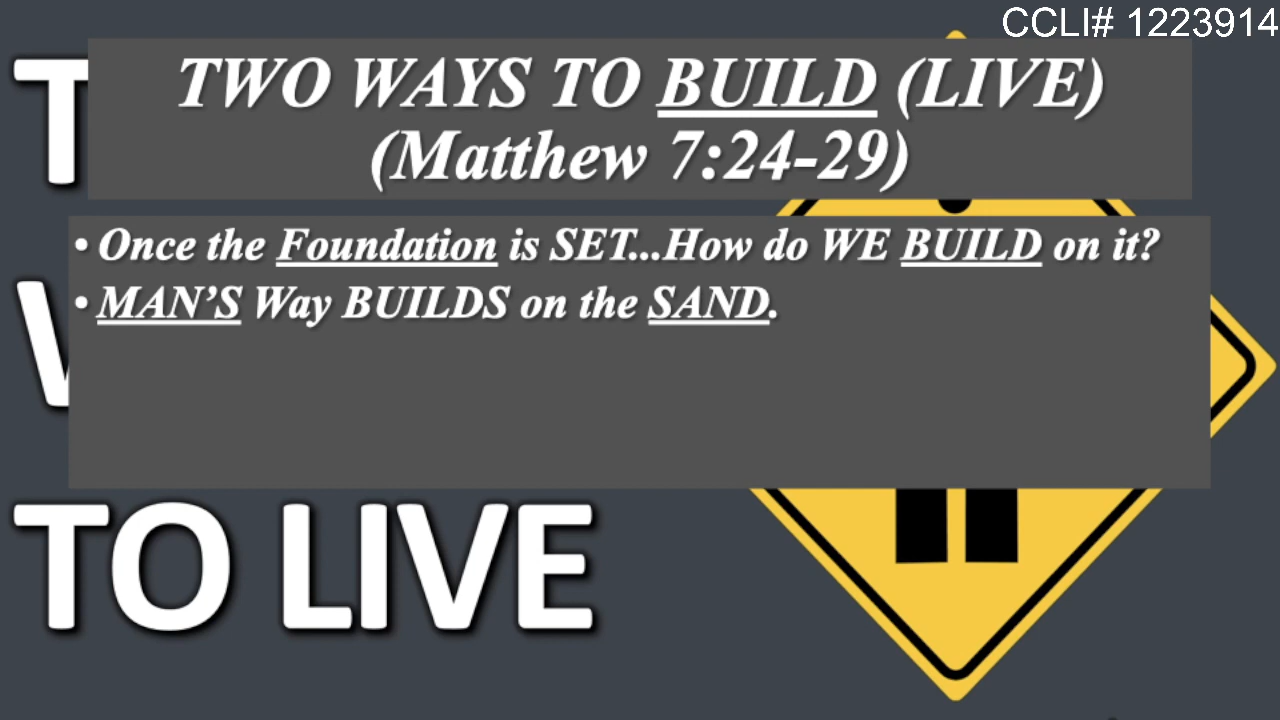 CCLI# 1223914
TWO WAYS TO BUILD (LIVE)
(Matthew 7:24-29)
• Once the Foundation is SET...How do WE BUILD on it?
• MAN’S Way BUILDS on the SAND.
TO LIVE